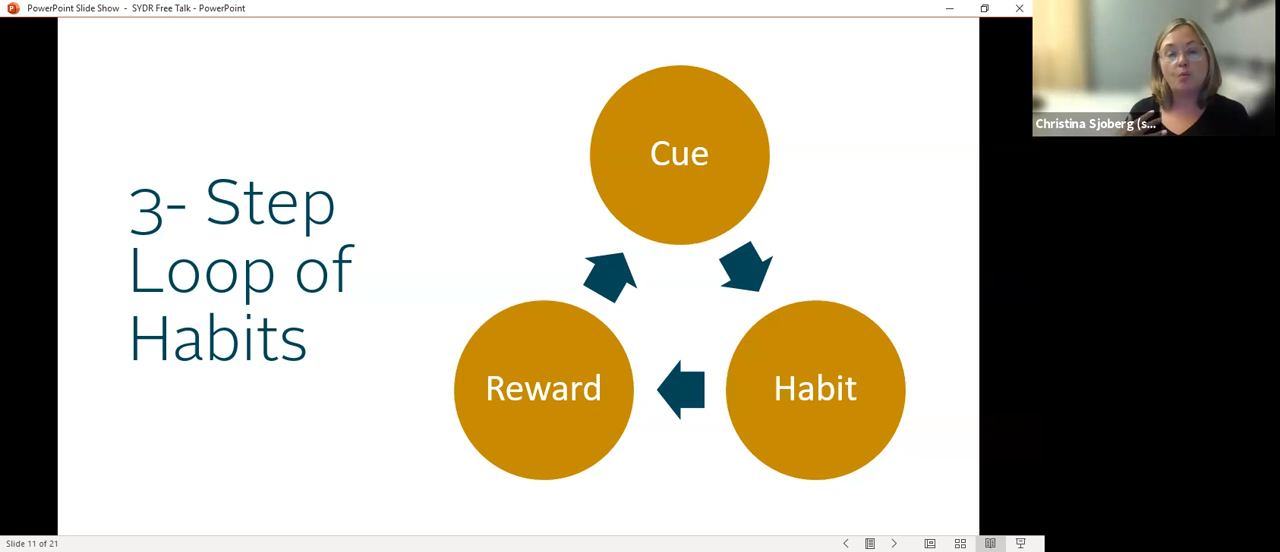 PowerPoint Slide Show - SYDR Free Talk - PowerPoint
Christina Sjoberg (s...
3- Step
Loop of
Habits
Cue
Habit
Reward
Slide 11 of 21